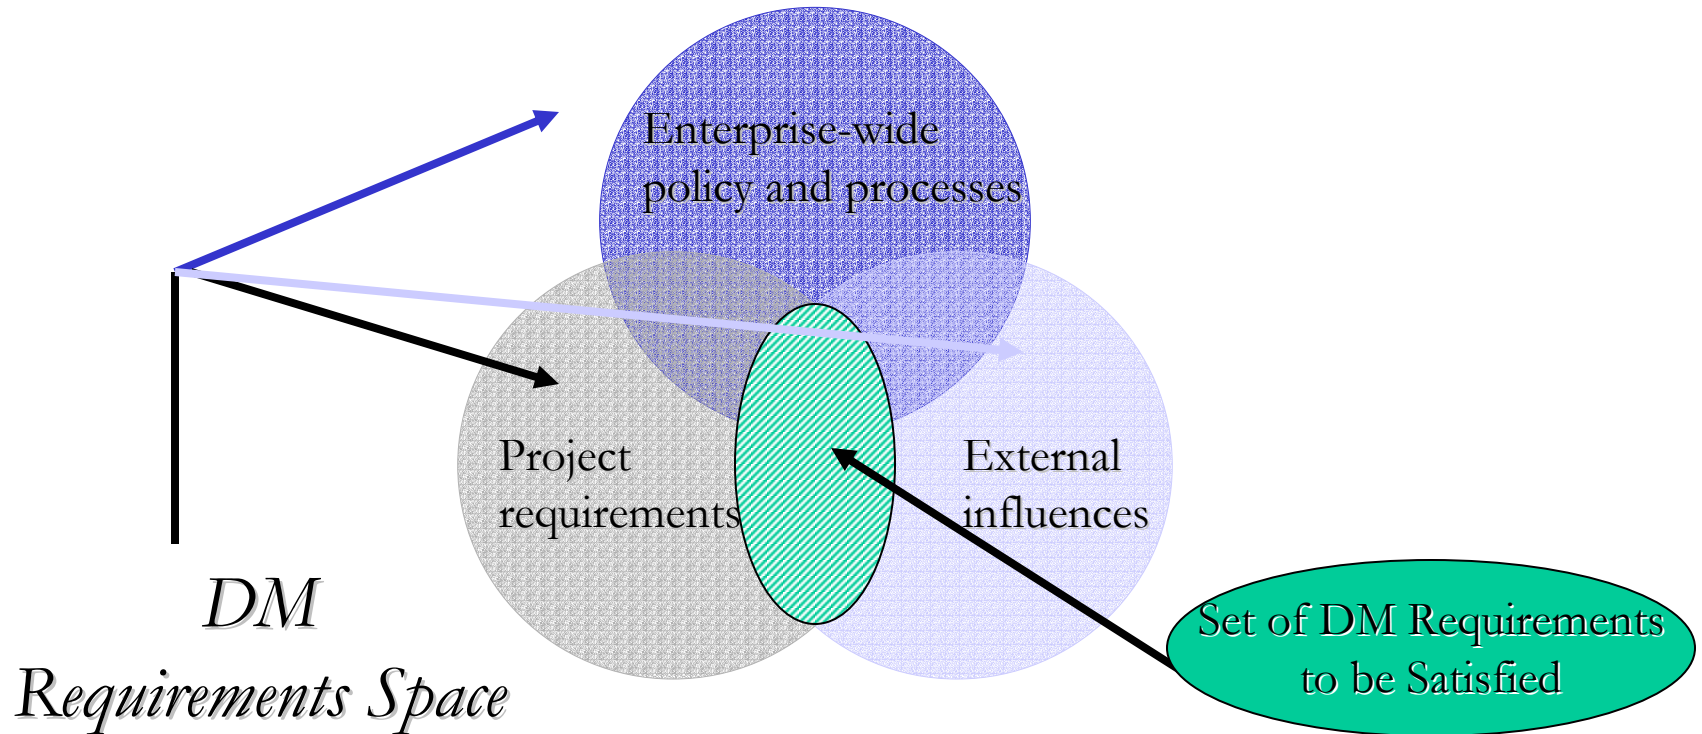 Enterprise-wide
policy and processes
Project
requirements
External
influences
DM
Requirements Space
Set of DM Requirements
to be Satisfied